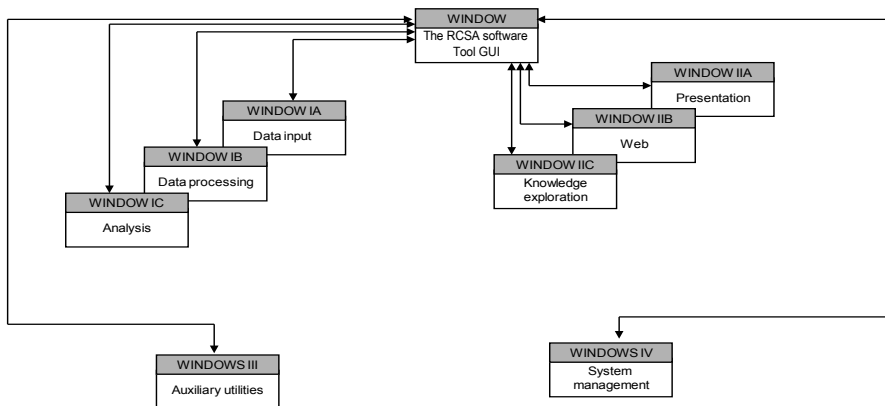 WINDOW
The RCSA software
Tool GUI
WINDOW IIA
Presentation
WINDOW IA
Data input
WINDOW IIB
Web
WINDOW IB
Data processing
WINDOW IIC
Knowledge
exploration
WINDOW IC
Analysis
WINDOWS III
Auxiliary utilities
WINDOWS IV
System
management